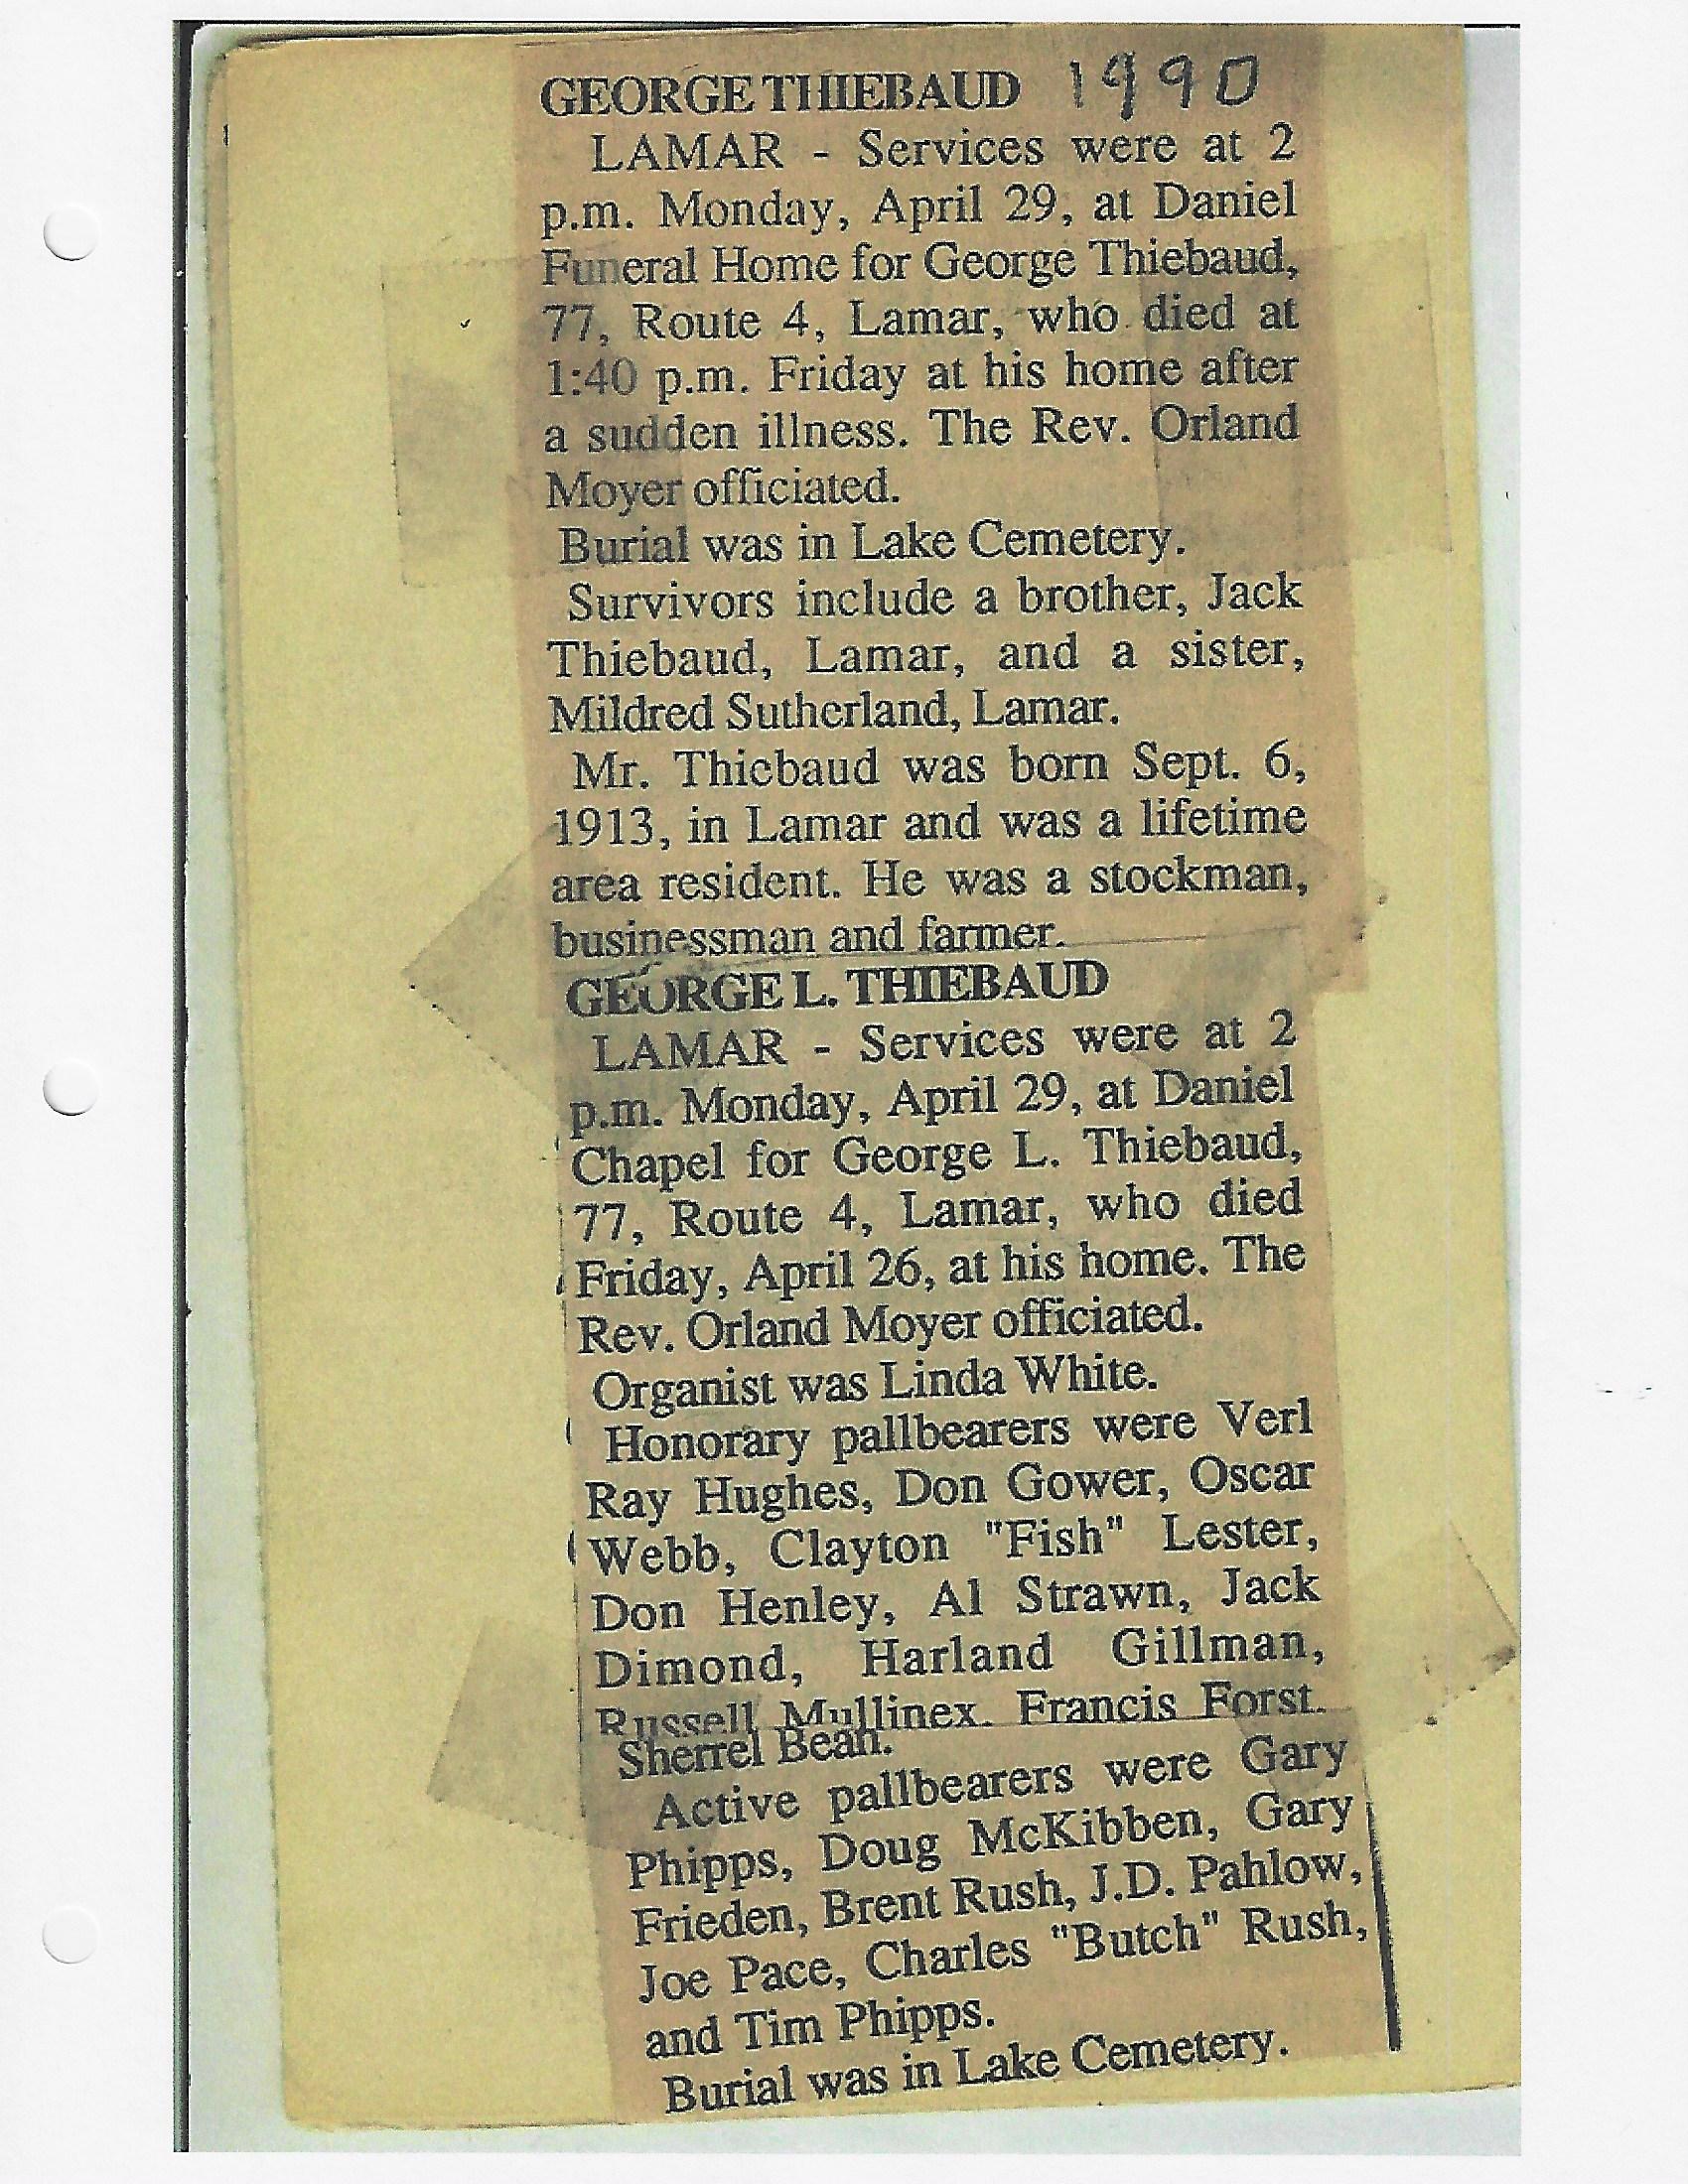 GEORGE THIEBAUD 1990
LAMAR - Services were at 2
p.m. Monday, April 29, at Daniel
Funeral Home for George Thiebaud,
77, Route 4, Lamar, who died at
1:40 p.m. Friday at his home after
a sudden illness. The Rev. Orland
Moyer officiated.
Burial was in Lake Cemetery.
Survivors include a brother, Jack
Thiebaud, Lamar, and a sister,
Mildred Sutherland, Lamar.
Mr. Thiebaud was born Sept. 6,
1913, in Lamar and was a lifetime
area resident. He was a stockman,
businessman and farmer.
GEORGE L. THIEBAUD
LAMAR - Services were at 2
p.m. Monday, April 29, at Daniel
Chapel for George L. Thiebaud,
77, Route 4, Lamar, who died
Friday, April 26, at his home. The
Rev. Orland Moyer officiated.
Organist was Linda White.
Honorary pallbearers were Verl
Ray Hughes, Don Gower, Oscar
Webb, Clayton "Fish" Lester,
Don Henley, Al Strawn, Jack
Dimond, Harland Gillman,
Russell Mullinex, Francis Forst,
Sherrel Bean.
Active pallbearers were Gary
Phipps, Doug McKibben, Gary
Frieden, Brent Rush, J.D. Pahlow,
Joe Pace, Charles "Butch" Rush,
and Tim Phipps.
Burial was in Lake Cemetery.